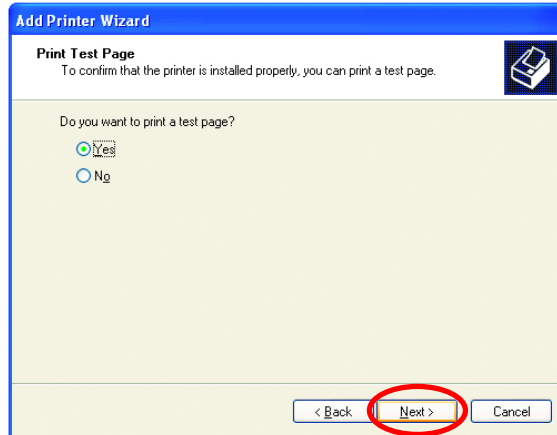 Add Printer Wizard
Print Test Page
To confirm that the printer is installed properly, you can print a test page.
Do you want to print a test page?
Yes
No
< Back Next > Cancel